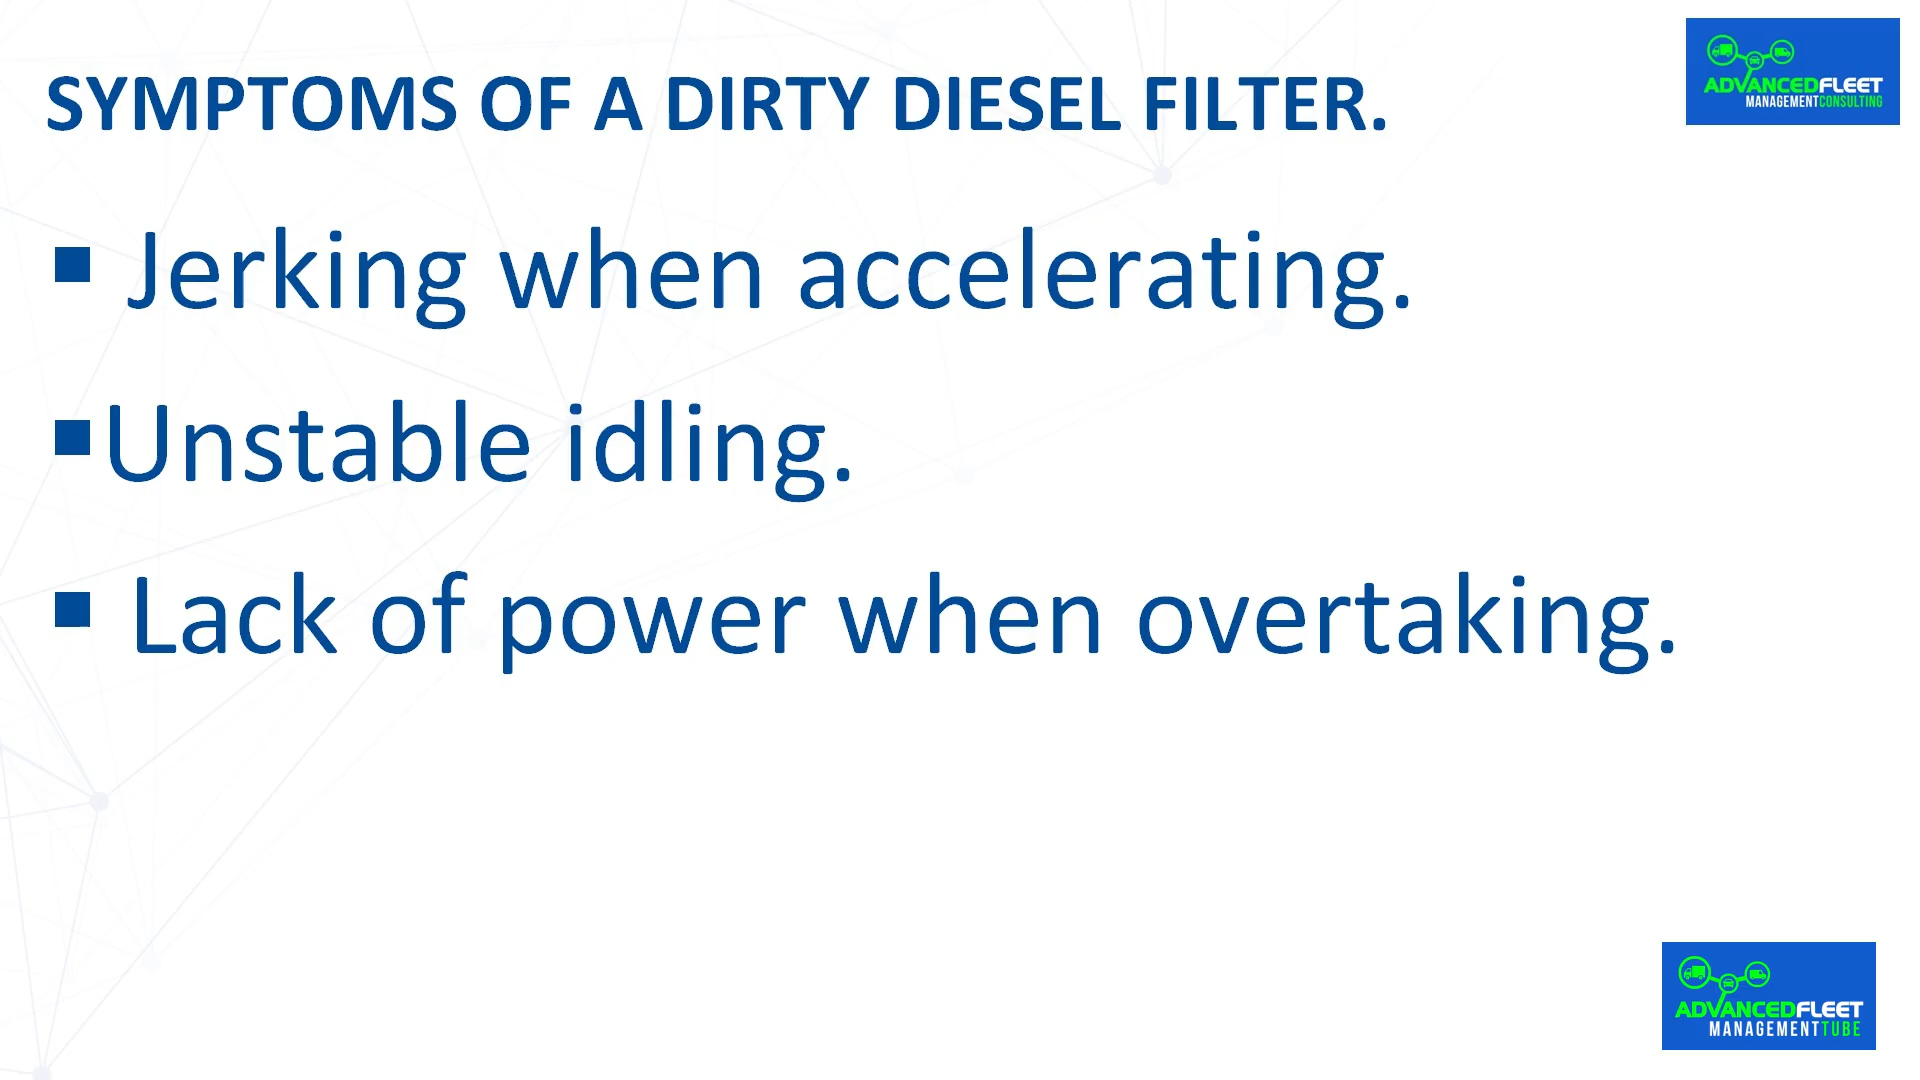 SYMPTOMS OF A DIRTY DIESEL FILTER.
ADVANCEDFLEET
MANAGEMENTCONSULTING
▪ Jerking when accelerating.
▪Unstable idling.
▪ Lack of power when overtaking.
ADVANCEDFLEET
MANAGEMENTTUBE